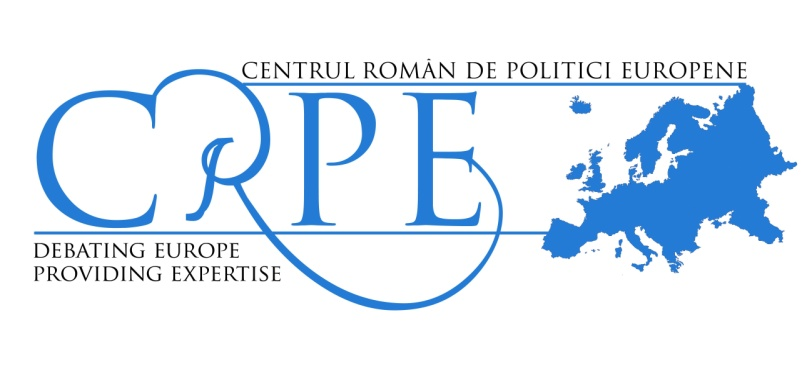 CENTRUL ROMÂN DE POLITICI EUROPENE
CRPE
DEBATING EUROPE
PROVIDING EXPERTISE